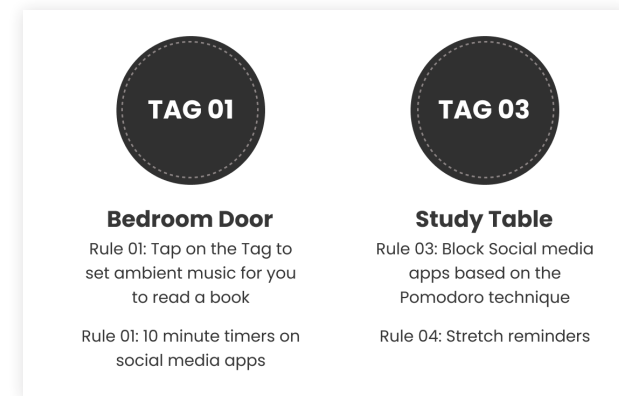 TAG 01
Bedroom Door
Rule 01: Tap on the Tag to
set ambient music for you
to read a book
Rule 01: 10 minute timers on
social media apps
TAG 03
Study Table
Rule 03: Block Social media
apps based on the
Pomodoro technique
Rule 04: Stretch reminders